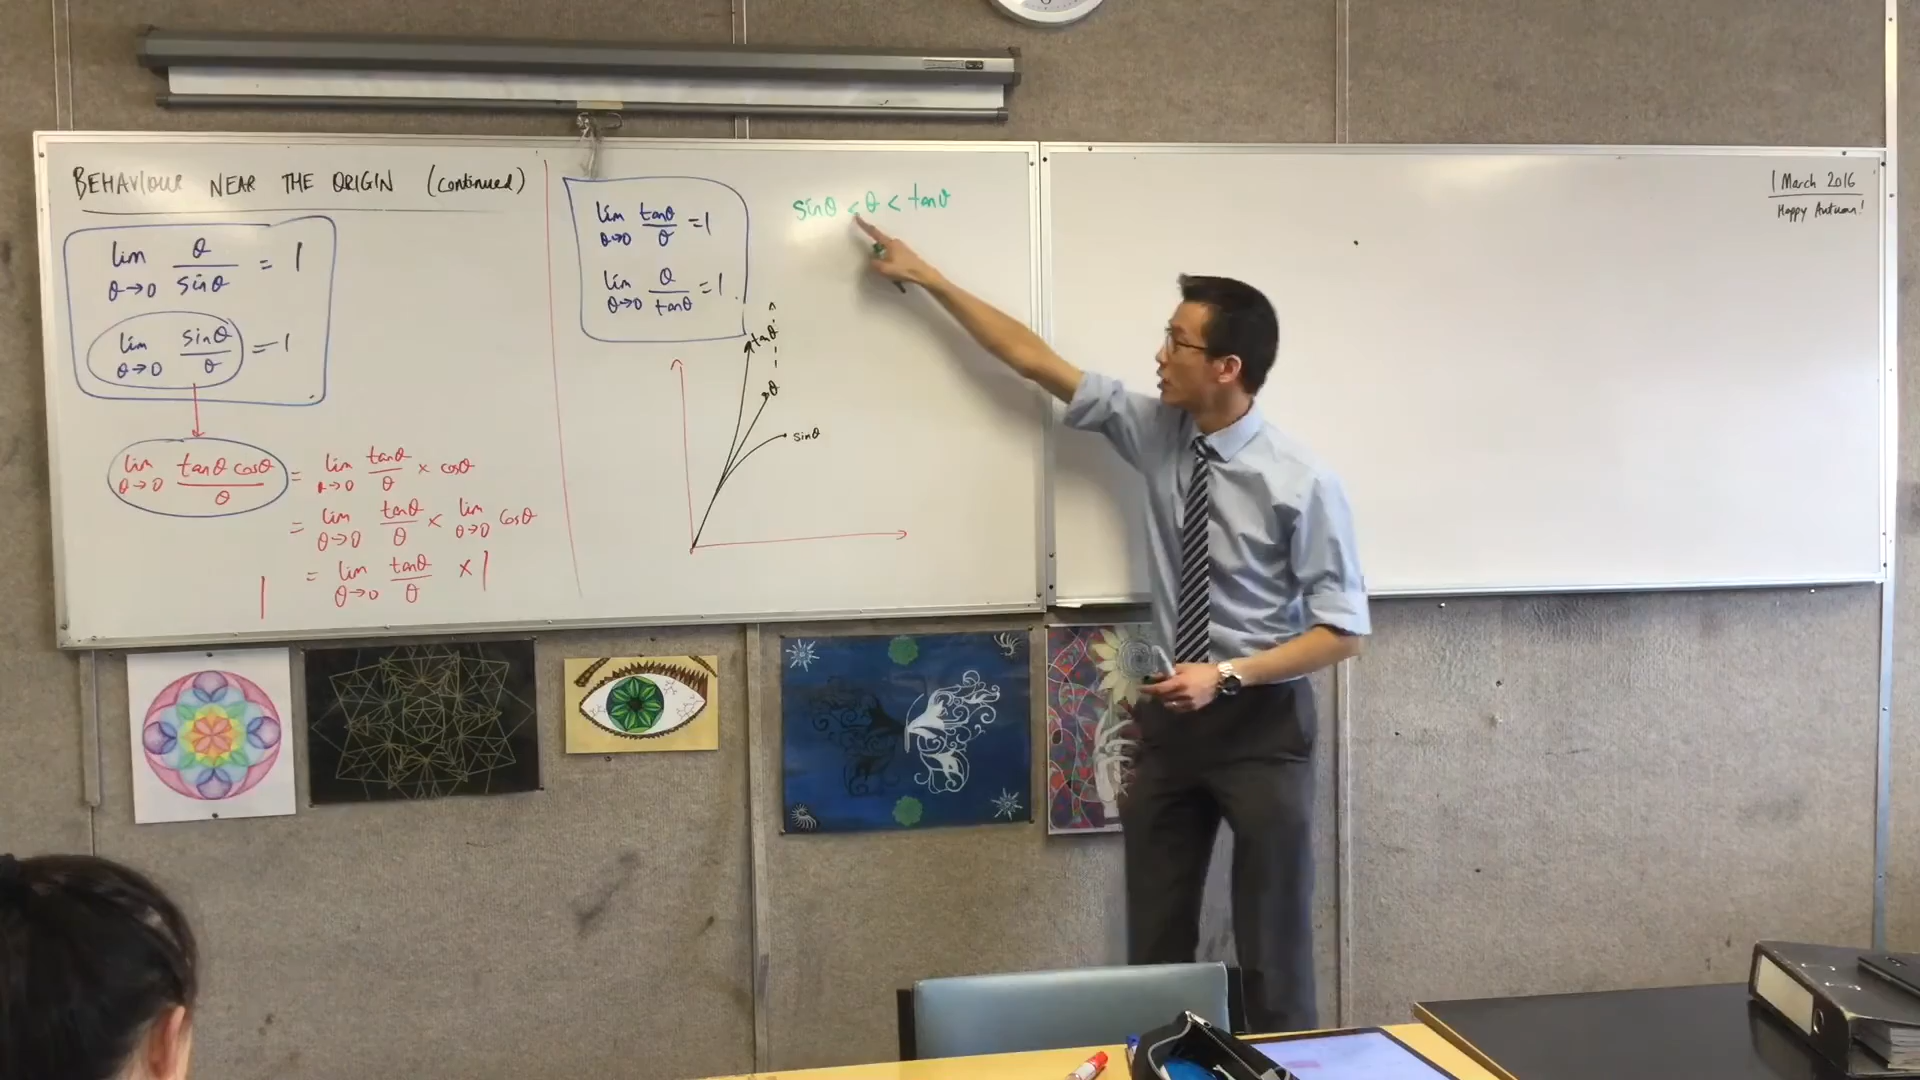 BEHAVIOUR NEAR THE ORIGIN (continued)
lim θ→0 θ/sinθ = 1
lim θ→0 sinθ/θ = 1
lim θ→0 tanθ cosθ/θ = lim θ→0 tanθ/θ × cosθ
= lim θ→0 tanθ/θ × lim θ→0 cosθ
1 = lim θ→0 tanθ/θ × 1
lim θ→0 tanθ/θ = 1
lim θ→0 θ/tanθ = 1
sinθ < θ < tanθ
tanθ
θ
sinθ
1 March 2016
Happy Autumn!